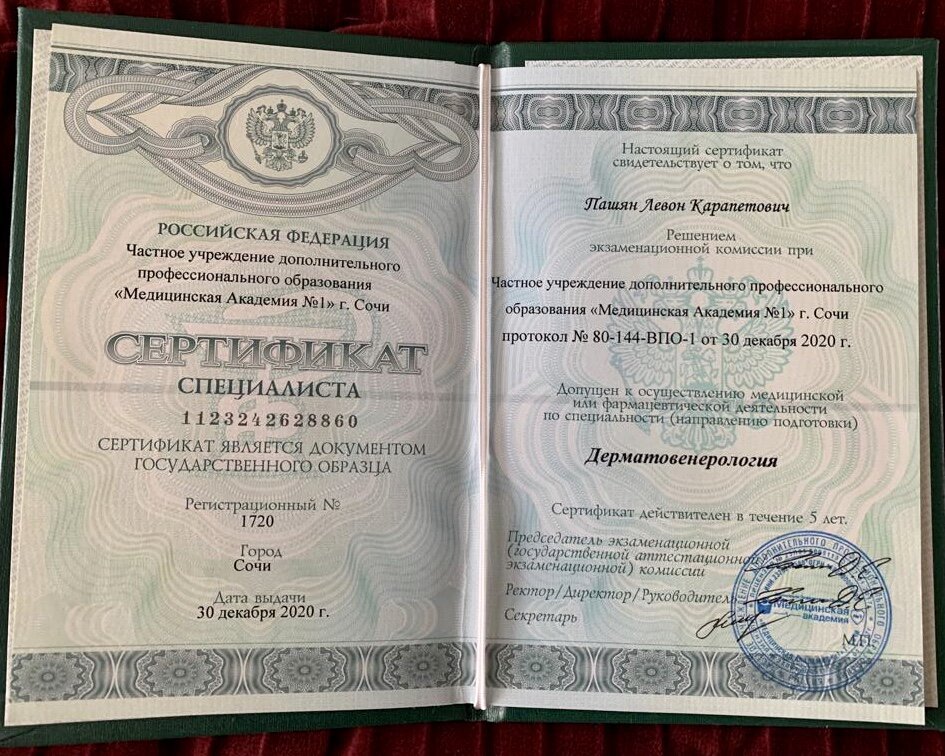 РОССИЙСКАЯ ФЕДЕРАЦИЯ
Частное учреждение дополнительного
профессионального образования
«Медицинская Академия №1» г. Сочи
СЕРТИФИКАТ
СПЕЦИАЛИСТА
1123242628860
СЕРТИФИКАТ ЯВЛЯЕТСЯ ДОКУМЕНТОМ
ГОСУДАРСТВЕННОГО ОБРАЗЦА
Регистрационный №
1720
Город
Сочи
Дата выдачи
30 декабря 2020 г.
Настоящий сертификат
свидетельствует о том, что
Пашян Левон Карапетович
Решением
экзаменационной комиссии при
Частное учреждение дополнительного профессионального
образования «Медицинская Академия №1» г. Сочи
протокол № 80-144-ВПО-1 от 30 декабря 2020 г.
Допущен к осуществлению медицинской
или фармацевтической деятельности
по специальности (направлению подготовки)
Дерматовенерология
Сертификат действителен в течение 5 лет.
Председатель экзаменационной
(государственной аттестационно
экзаменационной) комиссии
Ректор/Директор/Руководитель
Секретарь
Медицинская
академия
М.П.